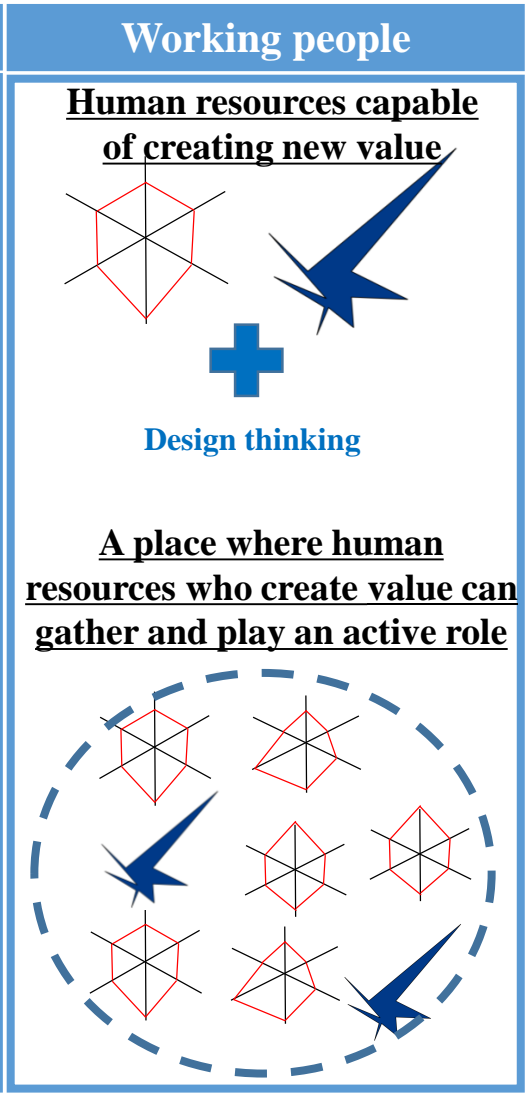 Working people
Human resources capable
of creating new value
Design thinking
A place where human
resources who create value can
gather and play an active role